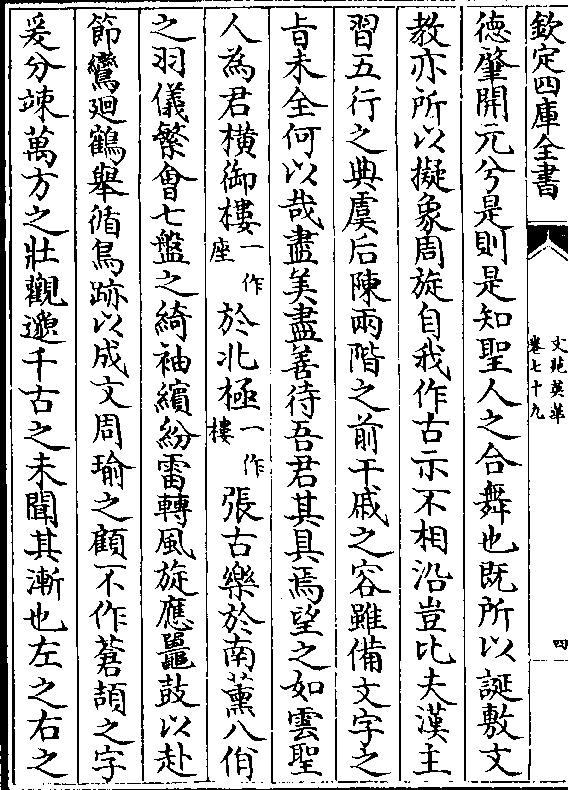 欽定四庫全書
文苑英華
卷七十九
四
德肇開元兮是則是知聖人之合舞也既所以誕敷文
教亦所以擬象周旋自我作古示不相沿豈比夫漢主
習五行之典虞后陳兩階之前干戚之容雖備文字之
旨未全何以哉盡美盡善待吾君其具焉望之如雲聖
人為君橫御樓一作座於北極一作樓張古樂於南薫八佾
之羽儀繁會七盤之綺袖繽紛雷轉風旋應鼉鼓以赴
節鸞廻鶴舉循鳥跡以成文周瑜之顧不作蒼頡之字
爰分竦萬方之壯觀邈千古之未聞其漸也左之右之